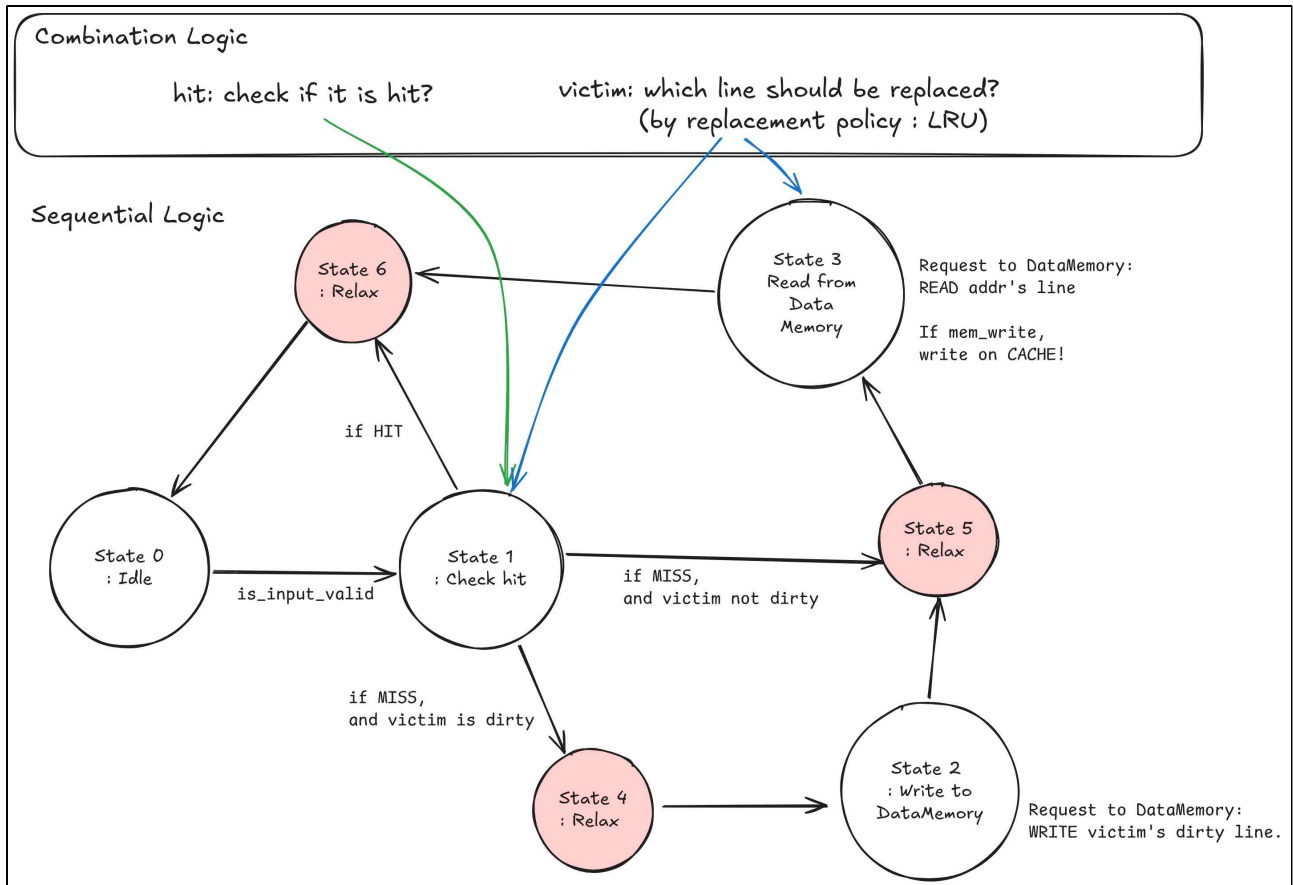 Combination Logic
hit: check if it is hit?
victim: which line should be replaced?
(by replacement policy : LRU)
Sequential Logic
State 6
: Relax
State 3
Read from
Data
Memory
Request to DataMemory:
READ addr's line
If mem_write,
write on CACHE!
if HIT
State 0
: Idle
is_input_valid
State 1
: Check hit
if MISS,
and victim not dirty
State 5
: Relax
if MISS,
and victim is dirty
State 4
: Relax
State 2
: Write to
DataMemory
Request to DataMemory:
WRITE victim's dirty line.